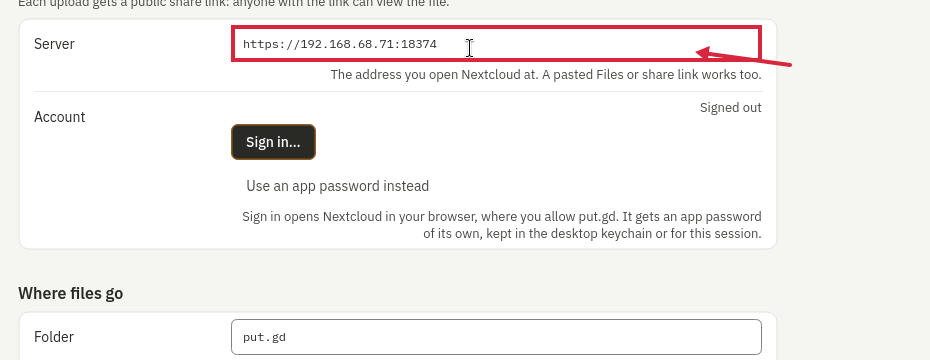 Each upload gets a public share link: anyone with the link can view the file.
Server
https://192.168.68.71:18374
The address you open Nextcloud at. A pasted Files or share link works too.
Signed out
Account
Sign in...
Use an app password instead
Sign in opens Nextcloud in your browser, where you allow put.gd. It gets an app password
of its own, kept in the desktop keychain or for this session.
Where files go
Folder
put.gd